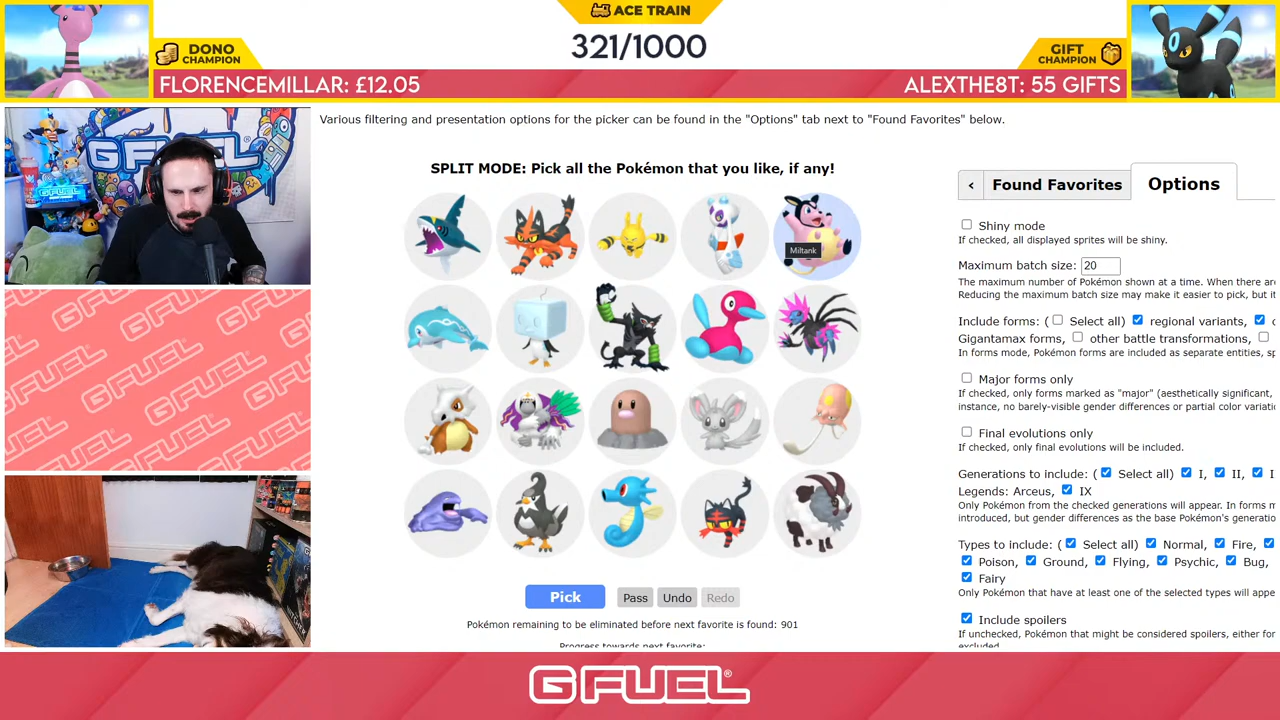 ACE TRAIN
321/1000
DONO
CHAMPION
GIFT
CHAMPION
FLORENCEMILLAR: £12.05
ALEXTHE8T: 55 GIFTS
Various filtering and presentation options for the picker can be found in the "Options" tab next to "Found Favorites" below.
SPLIT MODE: Pick all the Pokémon that you like, if any!
Miltank
Pick
Pass
Undo
Redo
Pokémon remaining to be eliminated before next favorite is found: 901
Progress towards next favorite:
‹
Found Favorites
Options
Shiny mode
If checked, all displayed sprites will be shiny.
Maximum batch size: 20
The maximum number of Pokémon shown at a time. When there are
Reducing the maximum batch size may make it easier to pick, but it
Include forms: ( Select all) regional variants,
Gigantamax forms, other battle transformations,
In forms mode, Pokémon forms are included as separate entities,
Major forms only
If checked, only forms marked as "major" (aesthetically significant,
instance, no barely-visible gender differences or partial color
Final evolutions only
If checked, only final evolutions will be included.
Generations to include: ( Select all) I, II, I
Legends: Arceus, IX
Only Pokémon from the checked generations will appear. In forms
introduced, but gender differences as the base Pokémon's
Types to include: ( Select all) Normal, Fire,
Poison, Ground, Flying, Psychic, Bug,
Fairy
Only Pokémon that have at least one of the selected types will
Include spoilers
If unchecked, Pokémon that might be considered spoilers, either
excluded.
G FUEL
G FUEL